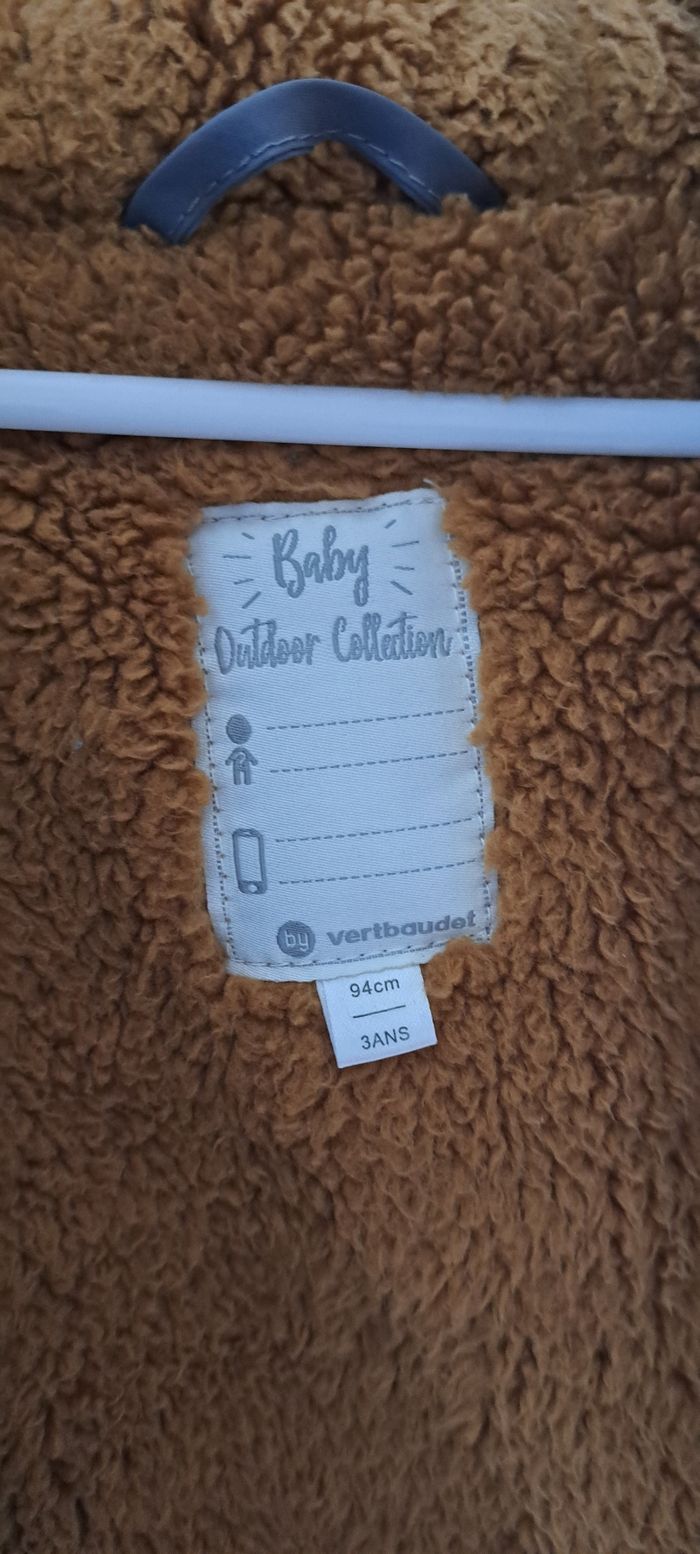 Baby
Outdoor Collection
by vertbaudet
94cm
3ANS